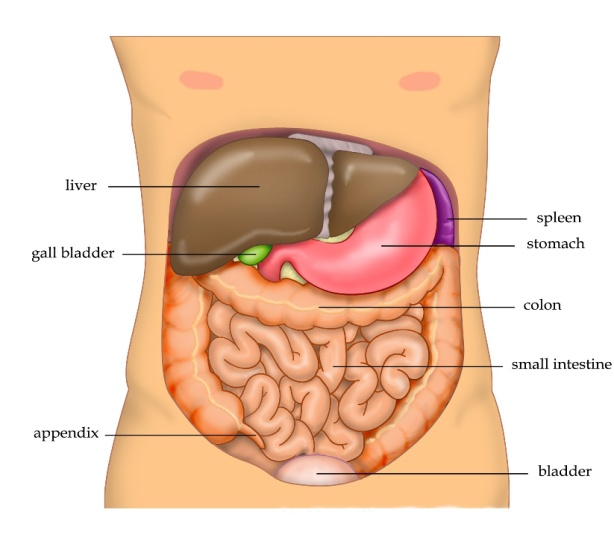 liver
spleen
stomach
gall bladder
colon
small intestine
appendix
bladder